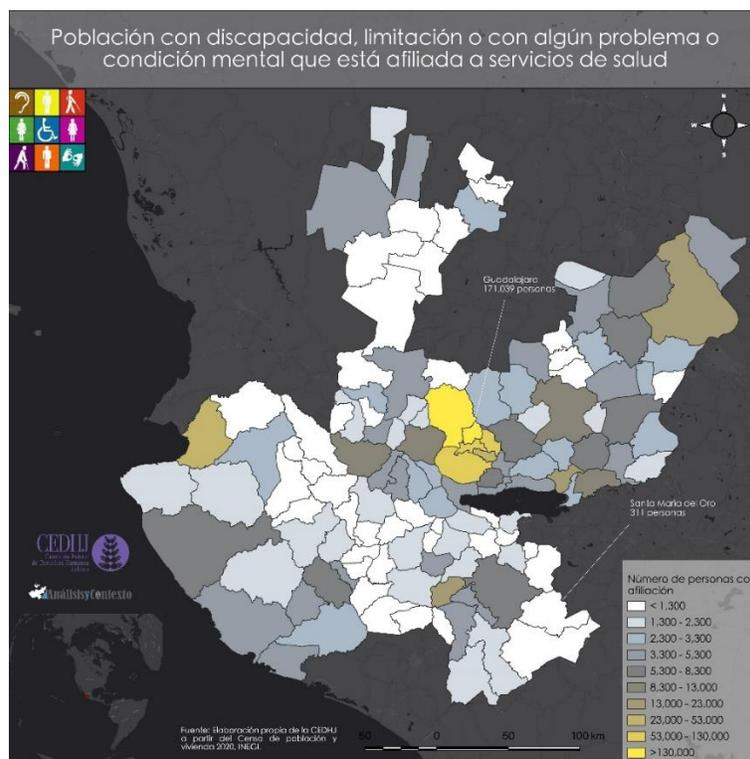 Población con discapacidad, limitación o con algún problema o
condición mental que está afiliada a servicios de salud
N
W
E
S
Guadalajara
171,039 personas
Santa María del Oro
311 personas
CEDHJ
AnálisisyContexto
Número de personas co
afiliación
< 1,300
1,300 - 2,300
2,300 - 3,300
3,300 - 5,300
5,300 - 8,300
8,300 - 13,000
13,000 - 23,000
23,000 - 53,000
53,000 - 130,000
>130,000
Fuente: Elaboración propia de la CEDHJ
a partir del Censo de población y
vivienda 2020, INEGI.
50 0 50 100 km